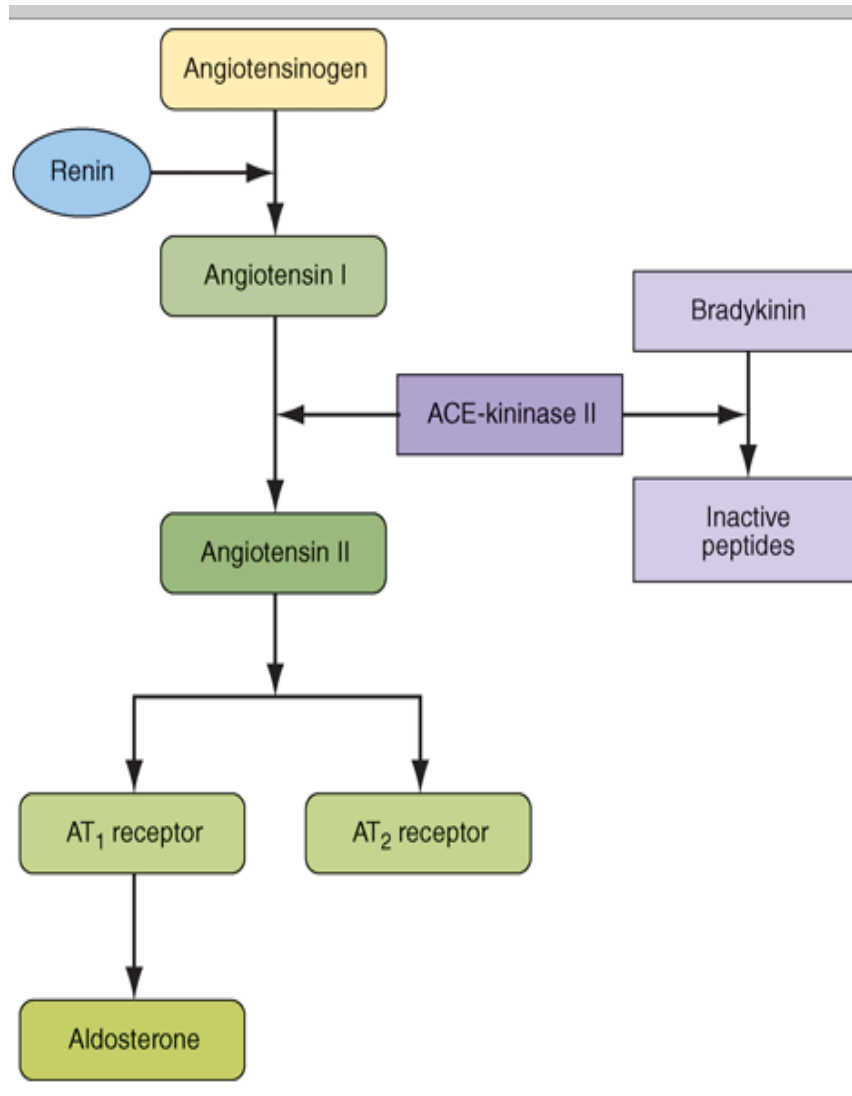 Angiotensinogen
Renin
Angiotensin I
Bradykinin
ACE-kininase II
Inactive
peptides
Angiotensin II
AT₁ receptor
AT₂ receptor
Aldosterone